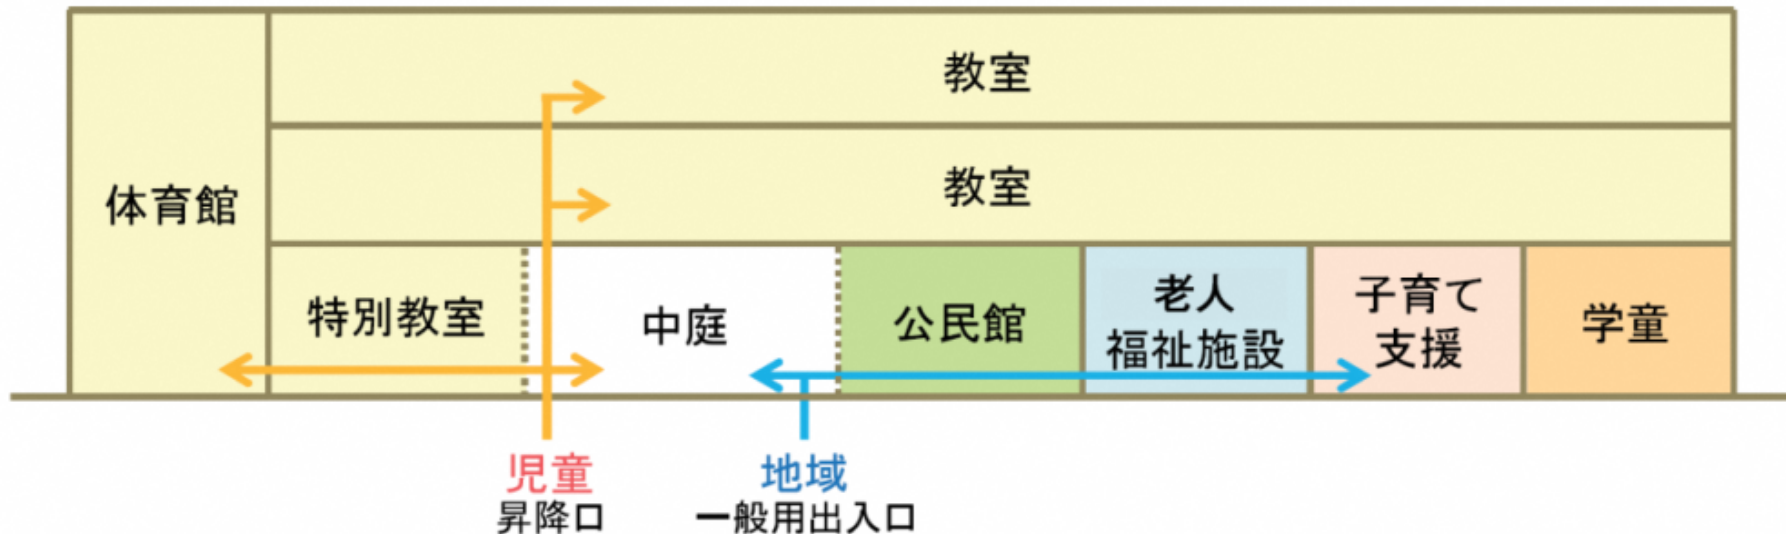 教室
教室
体育館
特別教室
中庭
公民館
老人
福祉施設
子育て
支援
学童
児童
昇降口
地域
一般用出入口